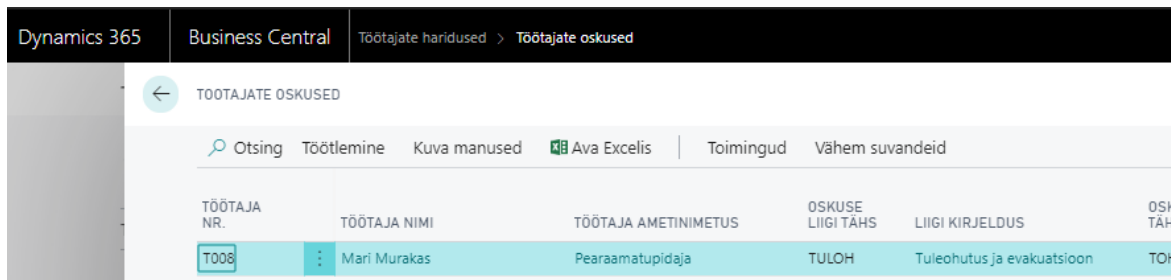 Dynamics 365 Business Central Töötajate haridused > Töötajate oskused
TÖÖTAJATE OSKUSED
Otsing Töötlemine Kuva manused Ava Excelis Toimingud Vähem suvandeid
TÖÖTAJA NR. TÖÖTAJA NIMI TÖÖTAJA AMETINIMETUS OSKUSE LIIGI TÄHS LIIGI KIRJELDUS
T008 Mari Murakas Pearaamatupidaja TULOH Tuleohutus ja evakuatsioon